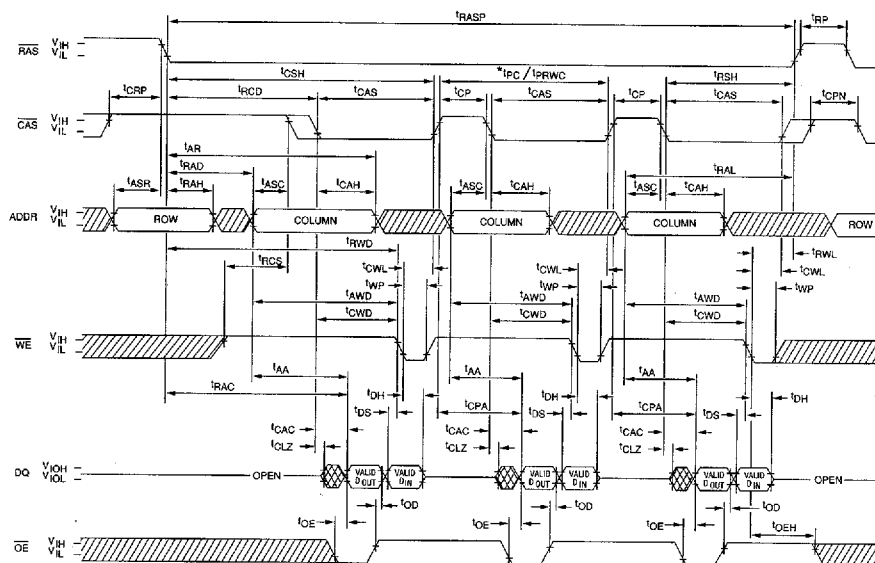 tRASP
tRP
RAS VIH
VIL
tCSH
*tPC / tPRWC
tRSH
tCRP
tRCD
tCAS
tCP
tCAS
tCP
tCAS
tCPN
CAS VIH
VIL
tAR
tRAD
tRAL
tASR
tRAH
tASC
tCAH
tASC
tCAH
tASC
tCAH
ADDR VIH
VIL
ROW
COLUMN
COLUMN
COLUMN
ROW
tRWD
tRWL
tRCS
tCWL
tCWL
tCWL
tWP
tWP
tWP
tAWD
tAWD
tAWD
tCWD
tCWD
tCWD
WE VIH
VIL
tAA
tAA
tAA
tRAC
tDH
tCPA
tDH
tCPA
tDH
tDS
tDS
tDS
tCAC
tCAC
tCAC
tCLZ
tCLZ
tCLZ
DQ VIOH
VIOL
OPEN
VALID DOUT
VALID DIN
VALID DOUT
VALID DIN
VALID DOUT
VALID DIN
OPEN
tOD
tOD
tOD
tOE
tOE
tOE
tOEH
OE VIH
VIL